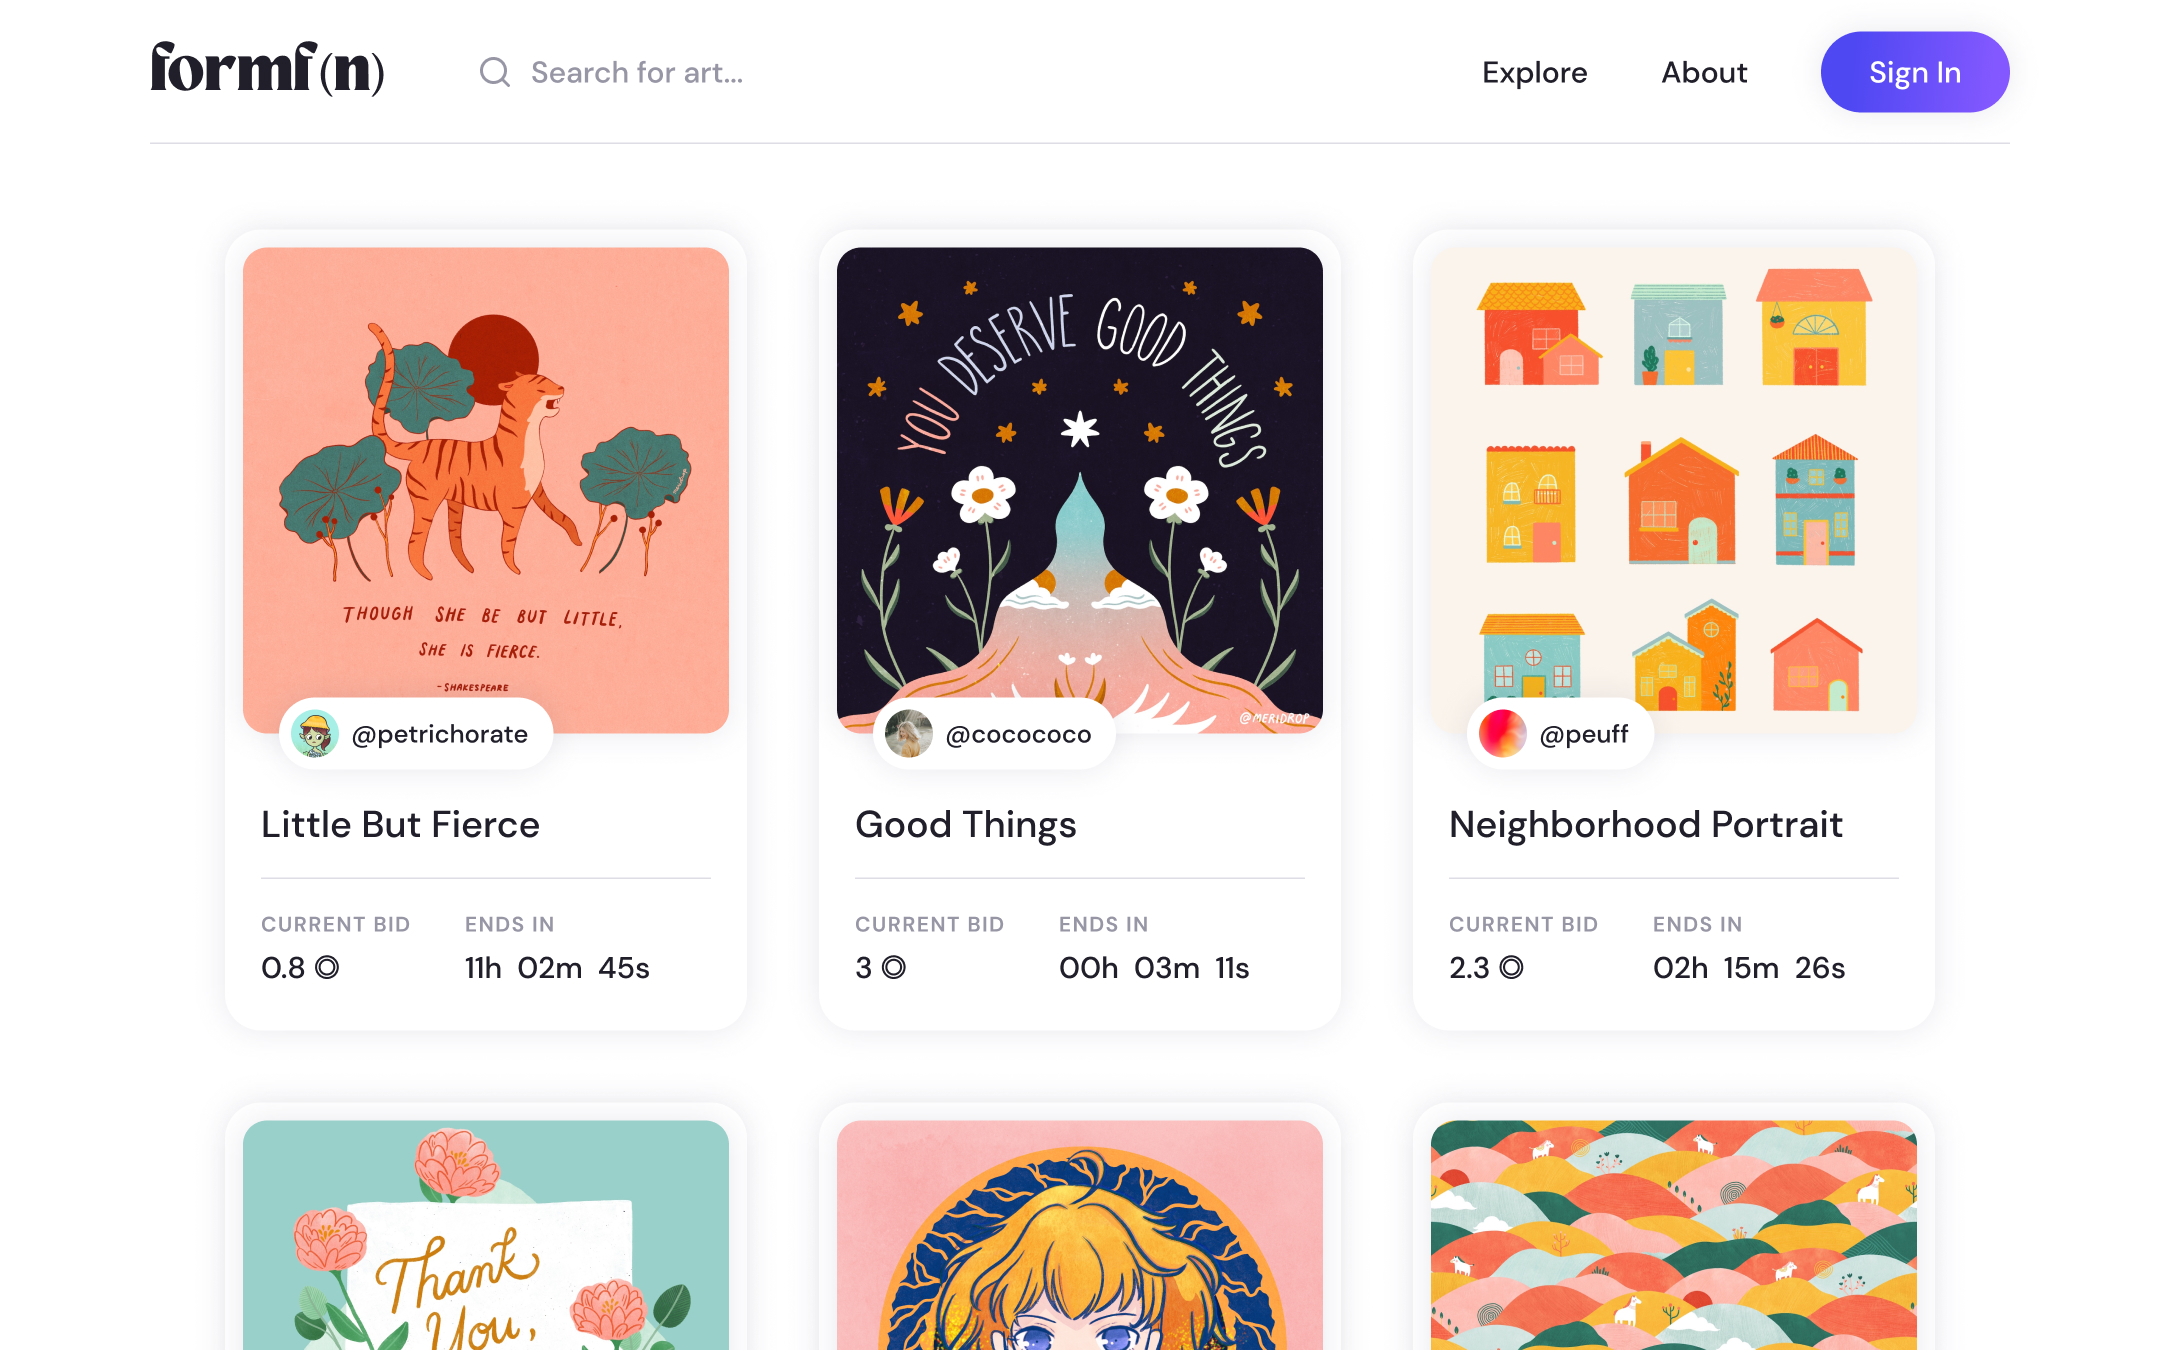 formf(n)
Search for art...
Explore
About
Sign In
THOUGH SHE BE BUT LITTLE,
SHE IS FIERCE.
- SHAKESPEARE
@petrichorate
Little But Fierce
CURRENT BID
ENDS IN
0.8
11h 02m 45s
YOU DESERVE GOOD THINGS
@MERIDROP
@cocococo
Good Things
CURRENT BID
ENDS IN
3
00h 03m 11s
@peuff
Neighborhood Portrait
CURRENT BID
ENDS IN
2.3
02h 15m 26s
Thank
You,